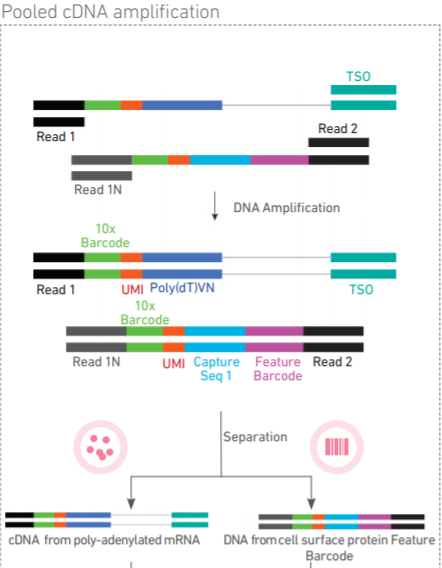 Pooled cDNA amplification
TSO
Read 1
Read 2
Read 1N
DNA Amplification
10x
Barcode
Read 1
UMI
Poly(dT)VN
TSO
10x
Barcode
Read 1N
UMI
Capture
Seq 1
Feature
Barcode
Read 2
Separation
cDNA from poly-adenylated mRNA
DNA from cell surface protein Feature
Barcode